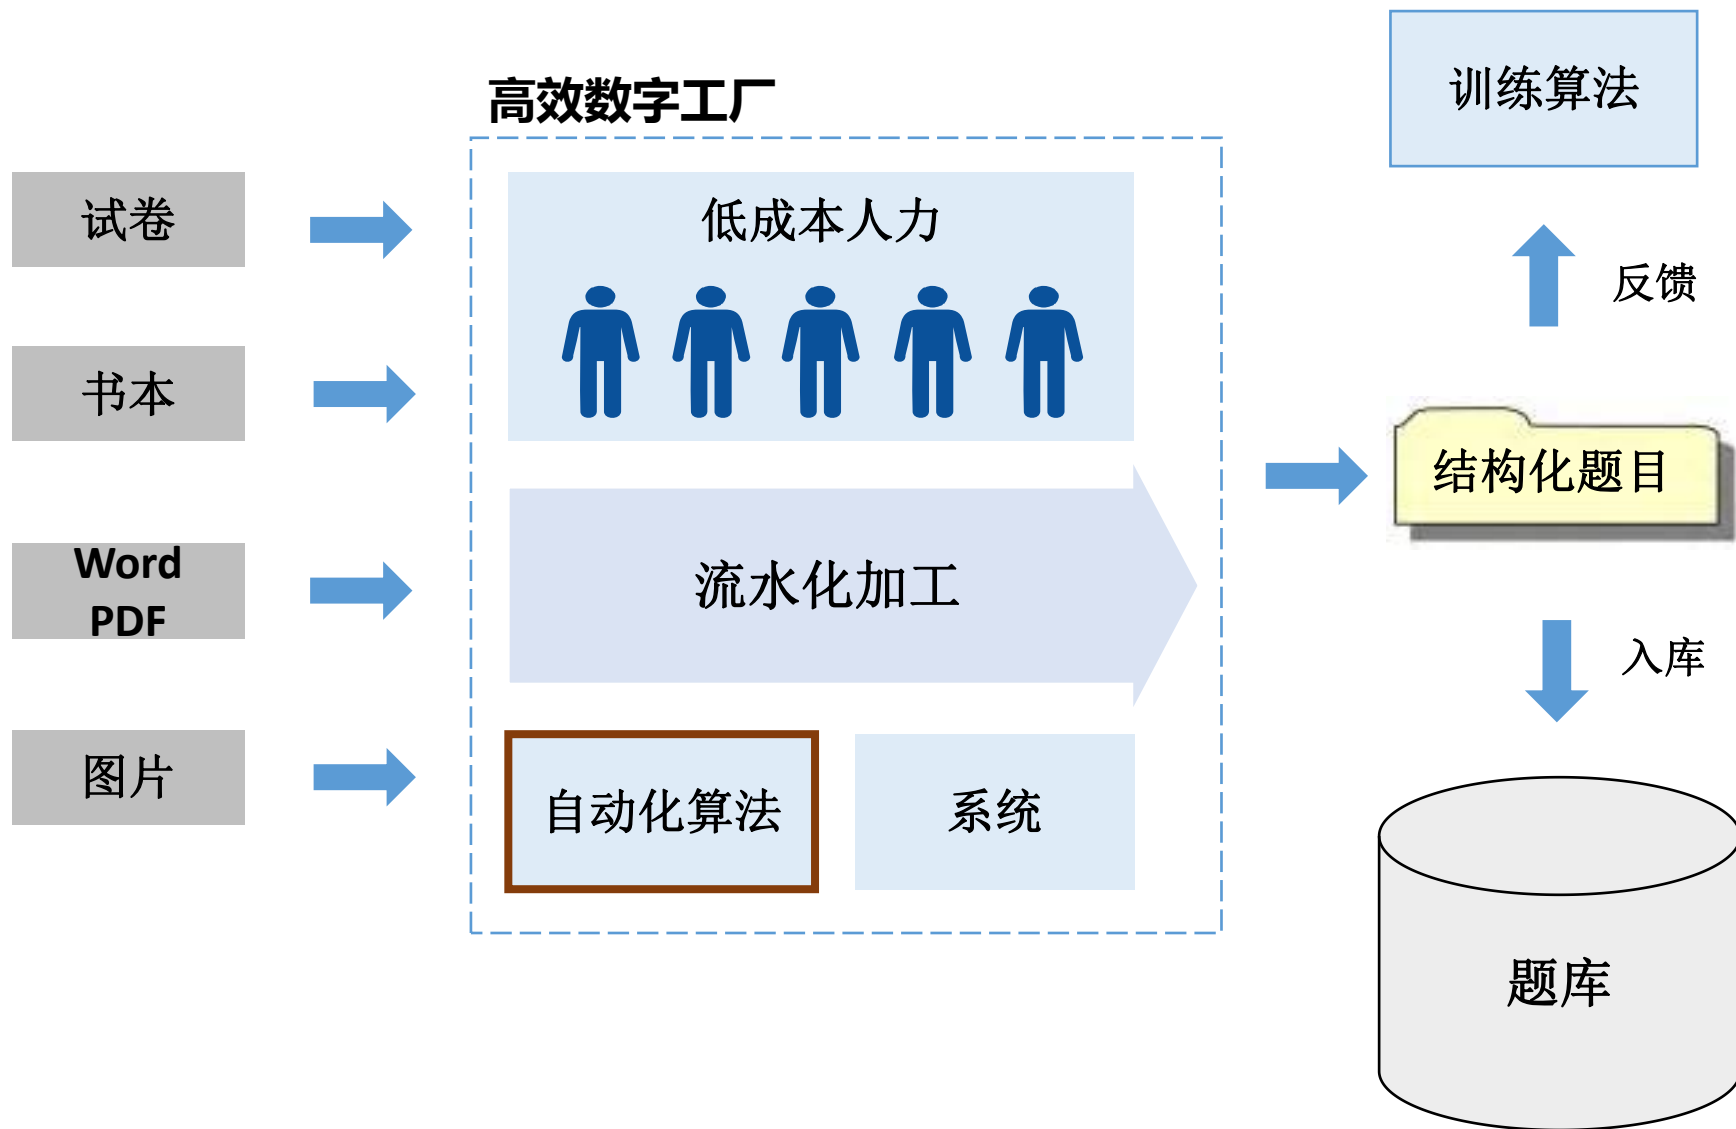 高效数字工厂
试卷
书本
Word
PDF
图片
低成本人力
流水化加工
自动化算法
系统
训练算法
反馈
结构化题目
入库
题库